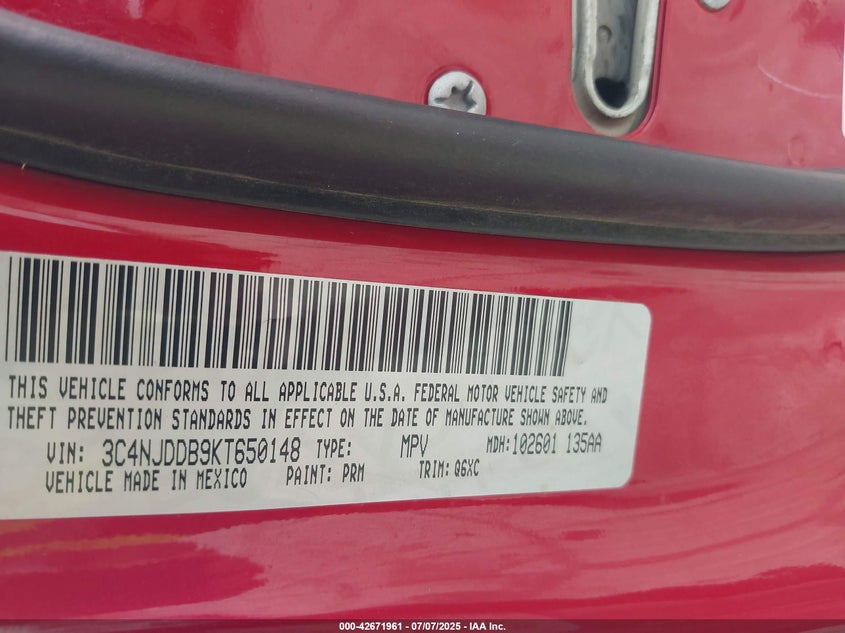 THIS VEHICLE CONFORMS TO ALL APPLICABLE U.S.A. FEDERAL MOTOR VEHICLE SAFETY AND
THEFT PREVENTION STANDARDS IN EFFECT ON THE DATE OF MANUFACTURE SHOWN ABOVE.
VIN: 3C4NJDDB9KT650148 TYPE: MPV MDH:102601 135AA
VEHICLE MADE IN MEXICO PAINT: PRM TRIM: Q6XC
000-42671961 - 07/07/2025 - IAA Inc.